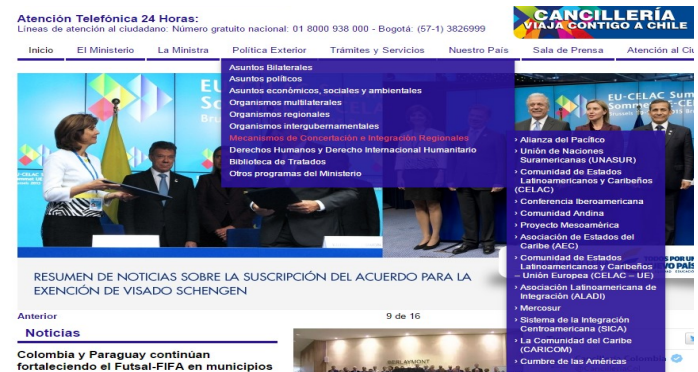 Atención Telefónica 24 Horas:
Líneas de atención al ciudadano: Número gratuito nacional: 01 8000 938 000 - Bogotá: (57-1) 3826999
CANCILLERÍA
VIAJA CONTIGO A CHILE
Inicio El Ministerio La Ministra Política Exterior Trámites y Servicios Nuestro País Sala de Prensa Atención al Ciu
Asuntos Bilaterales
Asuntos políticos
Asuntos económicos, sociales y ambientales
Organismos multilaterales
Organismos regionales
Organismos intergubernamentales
Mecanismos de Concertación e Integración Regionales
Derechos Humanos y Derecho Internacional Humanitario
Biblioteca de Tratados
Otros programas del Ministerio
EU-CELAC Sum
› Alianza del Pacífico
› Unión de Naciones
Suramericanas (UNASUR)
› Comunidad de Estados
Latinoamericanos y Caribeños
(CELAC)
› Conferencia Iberoamericana
› Comunidad Andina
› Proyecto Mesoamérica
› Asociación de Estados del
Caribe (AEC)
› Comunidad de Estados
Latinoamericanos y Caribeños
– Unión Europea (CELAC – UE)
› Asociación Latinoamericana de
Integración (ALADI)
› Mercosur
› Sistema de la Integración
Centroamericana (SICA)
› La Comunidad del Caribe
(CARICOM)
› Cumbre de las Américas
RESUMEN DE NOTICIAS SOBRE LA SUSCRIPCIÓN DEL ACUERDO PARA LA
EXENCIÓN DE VISADO SCHENGEN
Anterior 9 de 16
Noticias
Colombia y Paraguay continúan
fortaleciendo el Futsal-FIFA en municipios